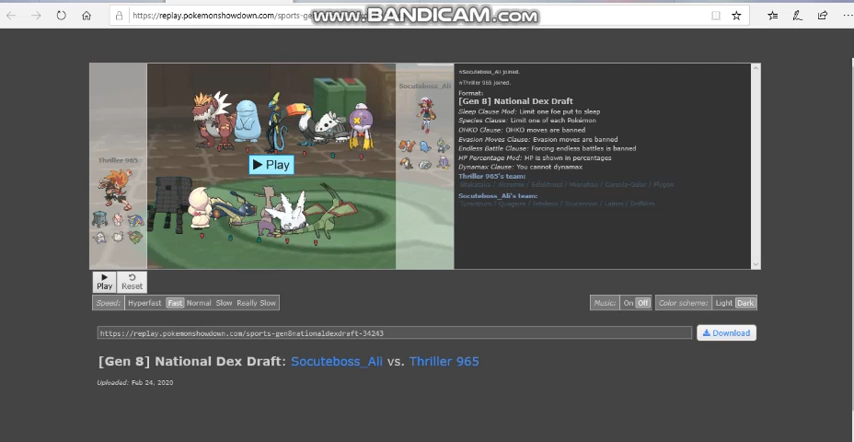 https://replay.pokemonshowdown.com/sports-ge
WWW.BANDICAM.COM
☆Socuteboss_Ali joined.
☆Thriller 965 joined.
Format:
[Gen 8] National Dex Draft
Sleep Clause Mod: Limit one foe put to sleep
Species Clause: Limit one of each Pokémon
OHKO Clause: OHKO moves are banned
Evasion Moves Clause: Evasion moves are banned
Endless Battle Clause: Forcing endless battles is banned
HP Percentage Mod: HP is shown in percentages
Dynamax Clause: You cannot dynamax
Thriller 965's team:
Socuteboss_Ali's team:
Socuteboss_Ali
Thriller 965
Play
Play
Reset
Speed: Hyperfast Fast Normal Slow Really Slow
Music: On Off
Color scheme: Light Dark
https://replay.pokemonshowdown.com/sports-gen8nationaldexdraft-34243
Download
[Gen 8] National Dex Draft: Socuteboss_Ali vs. Thriller 965
Uploaded: Feb 24, 2020